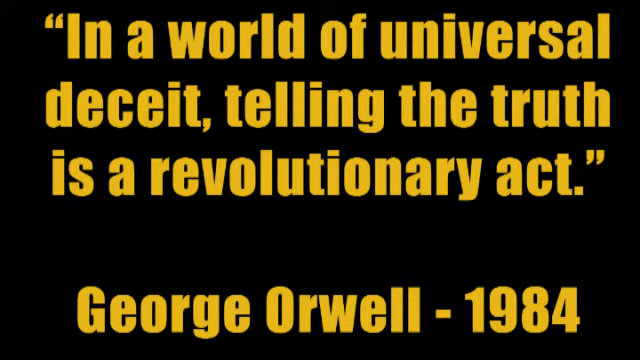 “In a world of universal
deceit, telling the truth
is a revolutionary act.”
George Orwell - 1984